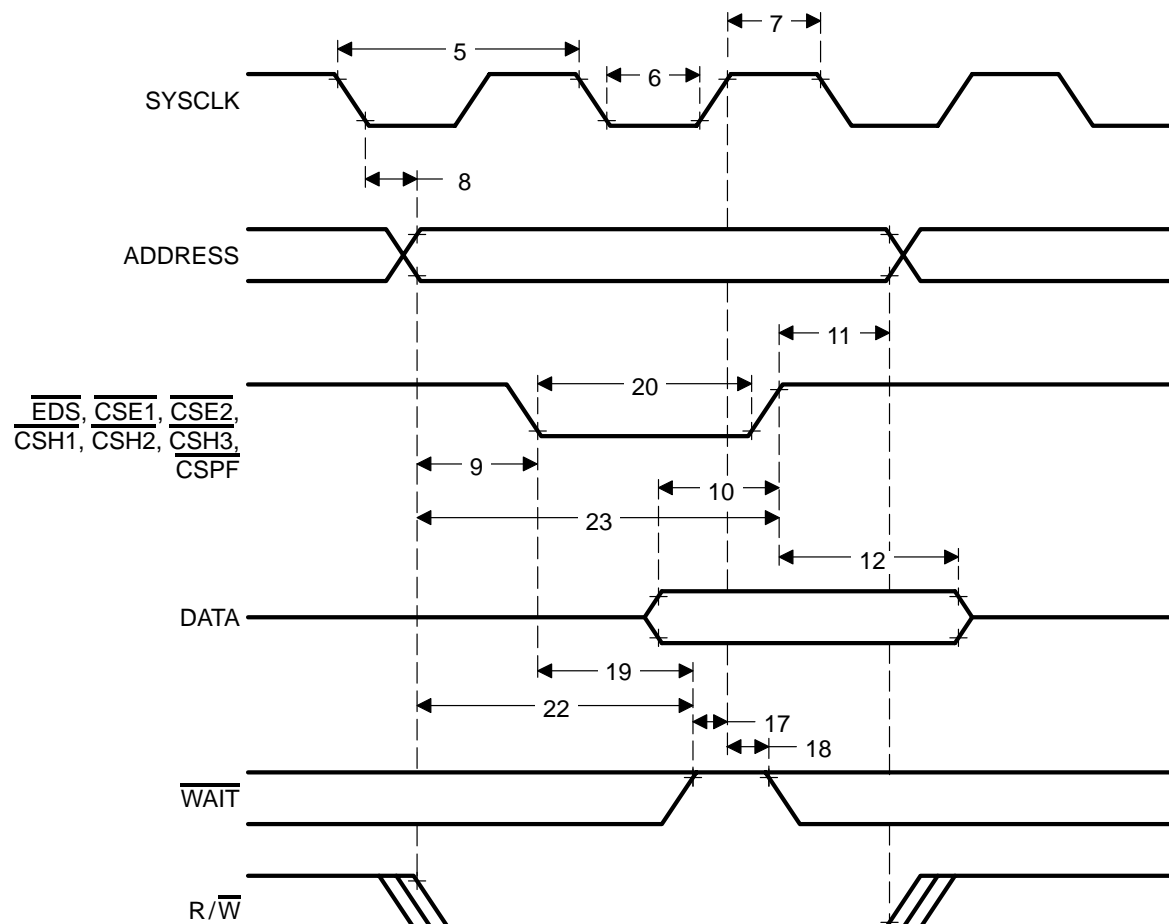 7
5
6
SYSCLK
8
ADDRESS
11
20
EDS, CSE1, CSE2,
CSH1, CSH2, CSH3,
CSPF
9
10
23
12
DATA
19
22
17
18
WAIT
R/W